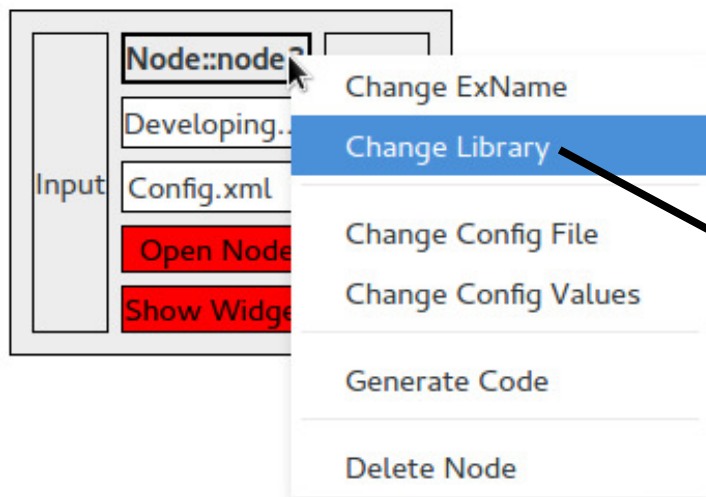 Node::node
Developing..
Input
Config.xml
Open Node
Show Widge
Change ExName
Change Library
Change Config File
Change Config Values
Generate Code
Delete Node